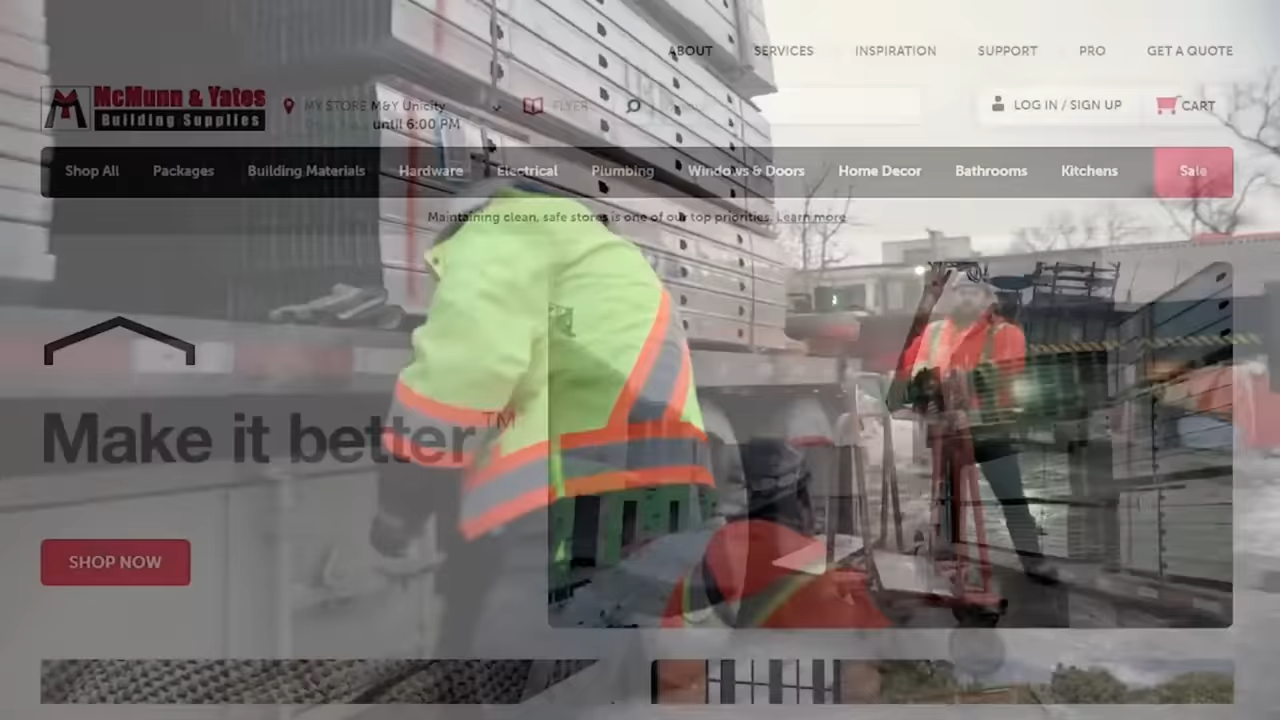 ABOUT SERVICES INSPIRATION SUPPORT PRO GET A QUOTE
McMunn & Yates
Building Supplies
MY STORE M&Y Unicity
until 6:00 PM
FLYER
LOG IN / SIGN UP
CART
Shop All Packages Building Materials Hardware Electrical Plumbing Windows & Doors Home Decor Bathrooms Kitchens Sale
Maintaining clean, safe stores is one of our top priorities. Learn more
Make it better™
SHOP NOW